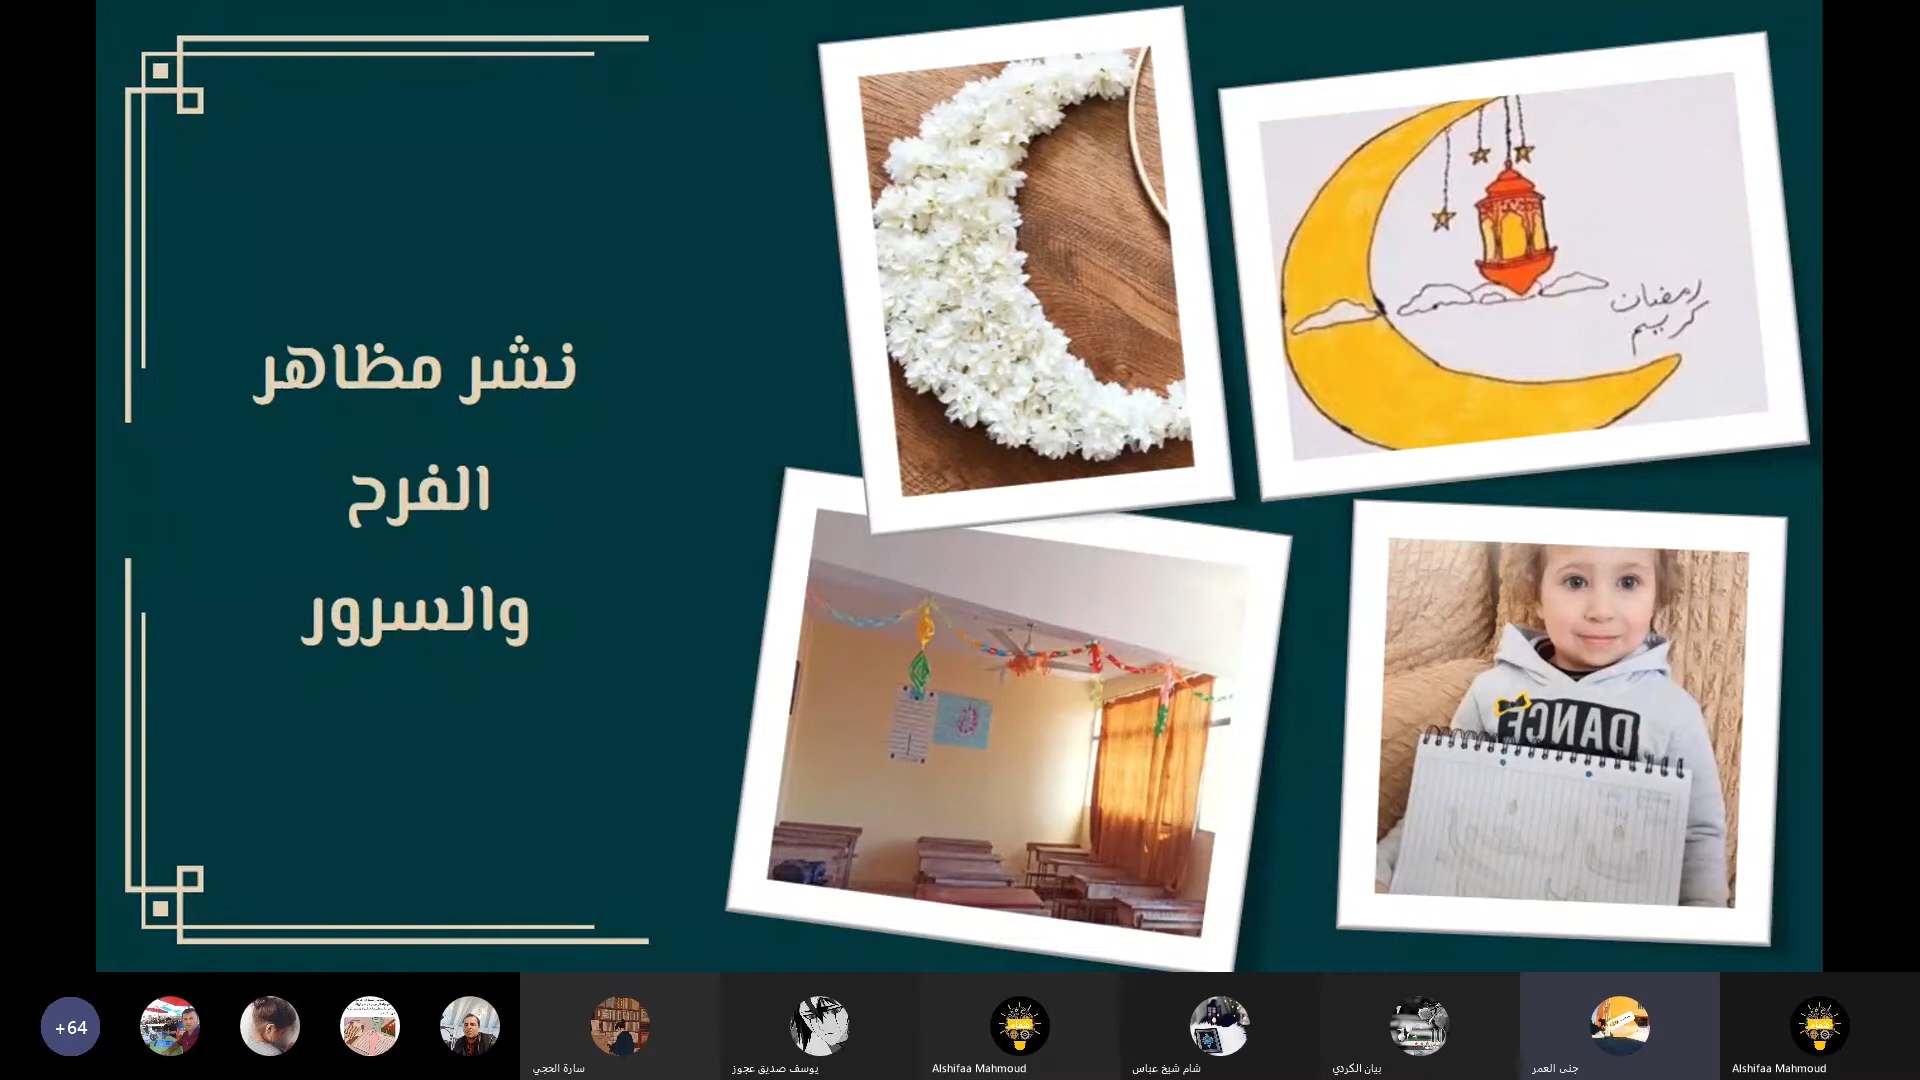 نشر مظاهر
الفرح
والسرور
رمضان
كريم
DANCE
+64
سارة الحجي
يوسف صديق عجوز
Alshifaa Mahmoud
شام شيخ عباس
بيان الكردي
جنى العمر
Alshifaa Mahmoud